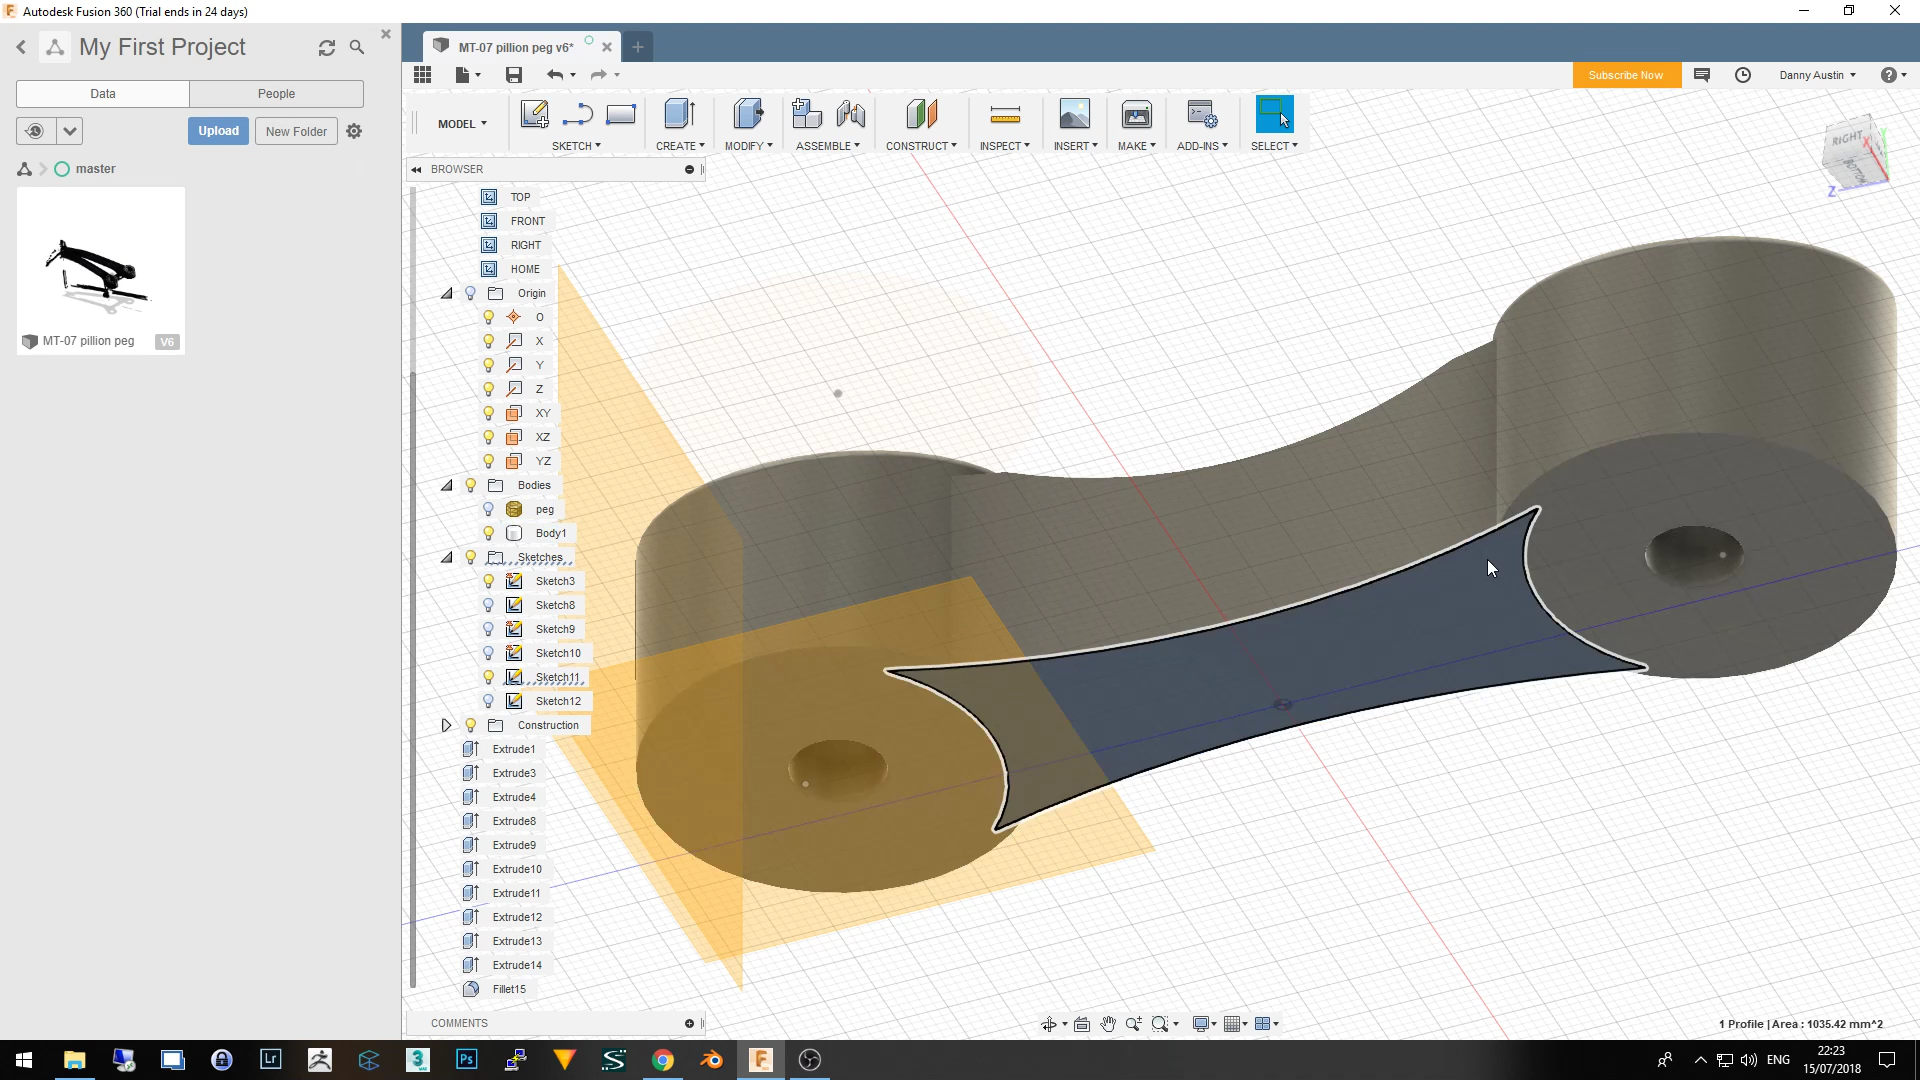 Autodesk Fusion 360 (Trial ends in 24 days)
My First Project
Data
People
Upload
New Folder
master
MT-07 pillion peg
V6
MT-07 pillion peg v6*
Subscribe Now
Danny Austin
MODEL
SKETCH
CREATE
MODIFY
ASSEMBLE
CONSTRUCT
INSPECT
INSERT
MAKE
ADD-INS
SELECT
BROWSER
TOP
FRONT
RIGHT
HOME
Origin
O
X
Y
Z
XY
XZ
YZ
Bodies
peg
Body1
Sketches
Sketch3
Sketch8
Sketch9
Sketch10
Sketch11
Sketch12
Construction
Extrude1
Extrude3
Extrude4
Extrude8
Extrude9
Extrude10
Extrude11
Extrude12
Extrude13
Extrude14
Fillet15
RIGHT
BOTTOM
X
Y
Z
COMMENTS
1 Profile | Area : 1035.42 mm^2
Lr
3
Ps
ENG
22:23
15/07/2018